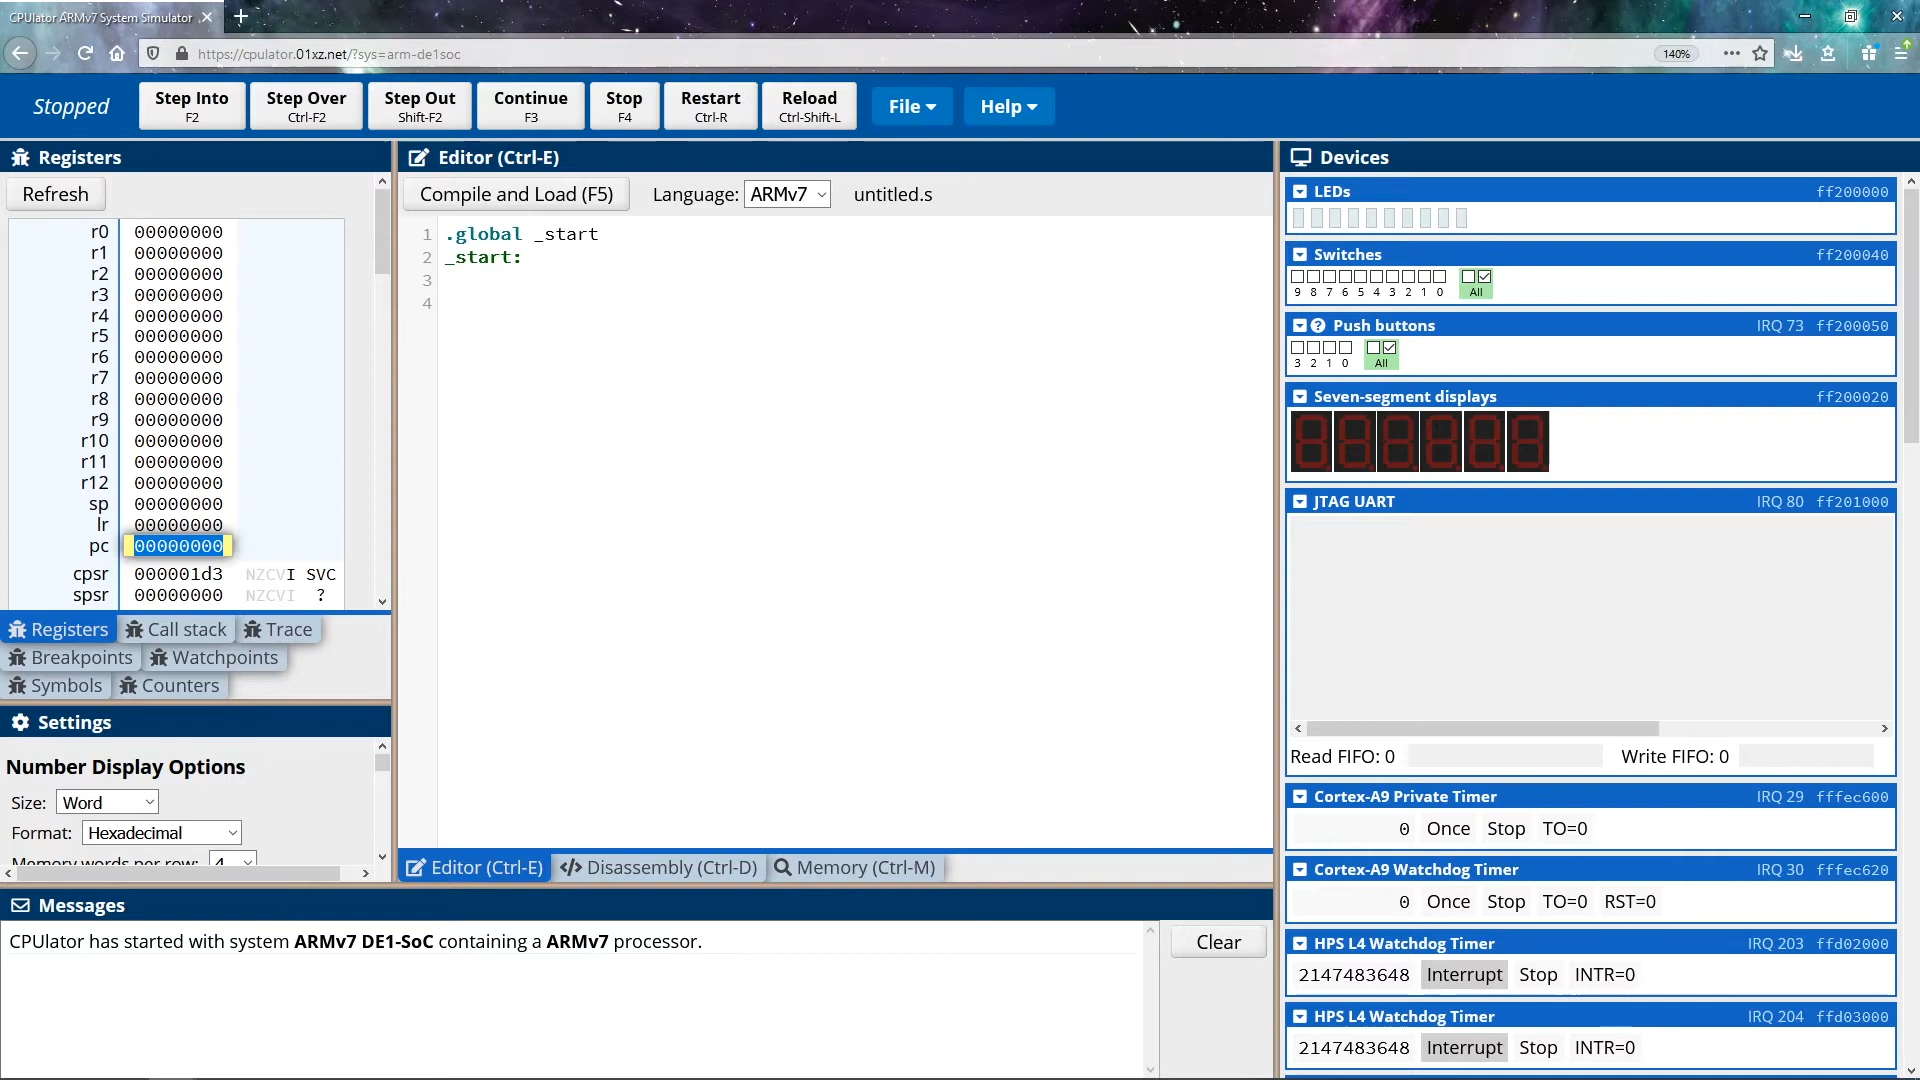 CPUlator ARMv7 System Simulator
https://cpulator.01xz.net/?sys=arm-de1soc
140%
Stopped
Step Into
F2
Step Over
Ctrl-F2
Step Out
Shift-F2
Continue
F3
Stop
F4
Restart
Ctrl-R
Reload
Ctrl-Shift-L
File
Help
Registers
Refresh
r0 00000000
r1 00000000
r2 00000000
r3 00000000
r4 00000000
r5 00000000
r6 00000000
r7 00000000
r8 00000000
r9 00000000
r10 00000000
r11 00000000
r12 00000000
sp 00000000
lr 00000000
pc 00000000
cpsr 000001d3 NZCVI SVC
spsr 00000000 NZCVI ?
Registers Call stack Trace
Breakpoints Watchpoints
Symbols Counters
Settings
Number Display Options
Size: Word
Format: Hexadecimal
Memory words per row: 4
Editor (Ctrl-E)
Compile and Load (F5) Language: ARMv7 untitled.s
1 .global _start
2 _start:
3
4
Editor (Ctrl-E) Disassembly (Ctrl-D) Memory (Ctrl-M)
Messages
CPUlator has started with system ARMv7 DE1-SoC containing a ARMv7 processor.
Clear
Devices
LEDs ff200000
Switches ff200040
9 8 7 6 5 4 3 2 1 0 All
? Push buttons IRQ 73 ff200050
3 2 1 0 All
Seven-segment displays ff200020
JTAG UART IRQ 80 ff201000
Read FIFO: 0 Write FIFO: 0
Cortex-A9 Private Timer IRQ 29 fffec600
0 Once Stop TO=0
Cortex-A9 Watchdog Timer IRQ 30 fffec620
0 Once Stop TO=0 RST=0
HPS L4 Watchdog Timer IRQ 203 ffd02000
2147483648 Interrupt Stop INTR=0
HPS L4 Watchdog Timer IRQ 204 ffd03000
2147483648 Interrupt Stop INTR=0